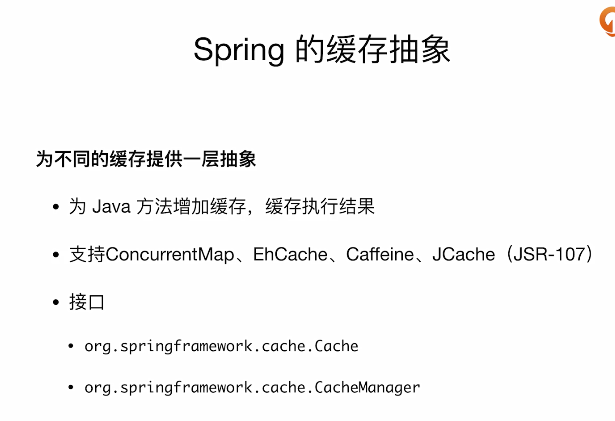 Spring 的缓存抽象
为不同的缓存提供一层抽象
• 为 Java 方法增加缓存，缓存执行结果
• 支持ConcurrentMap、EhCache、Caffeine、JCache（JSR-107）
• 接口
• org.springframework.cache.Cache
• org.springframework.cache.CacheManager